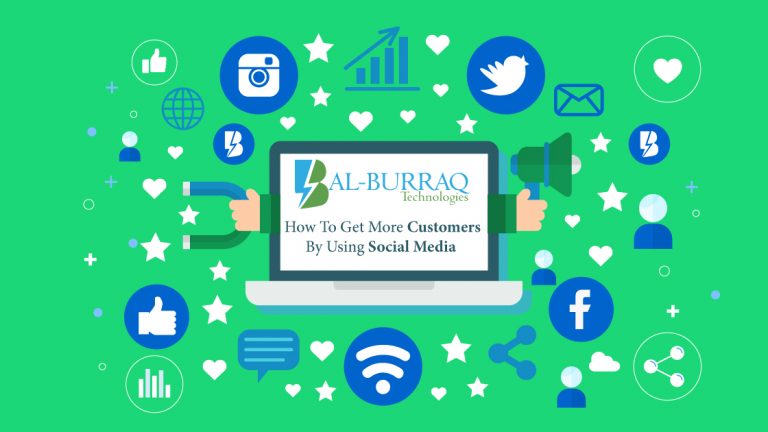 AL-BURRAQ
Technologies
How To Get More Customers
By Using Social Media